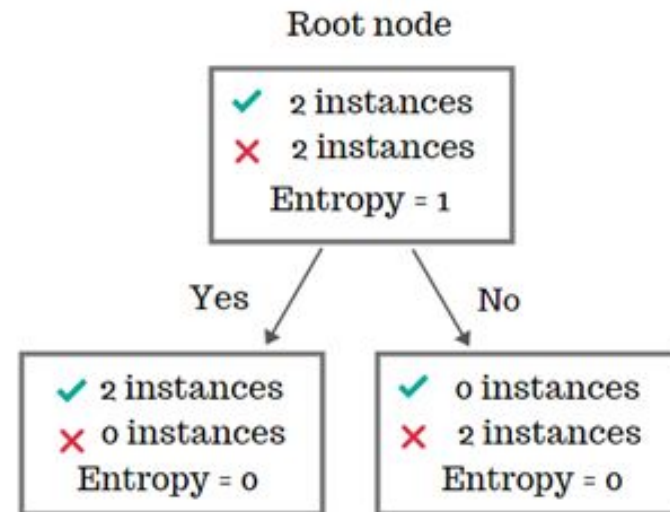 Root node
✓ 2 instances
✗ 2 instances
Entropy = 1
Yes
No
✓ 2 instances
✗ 0 instances
Entropy = 0
✓ 0 instances
✗ 2 instances
Entropy = 0